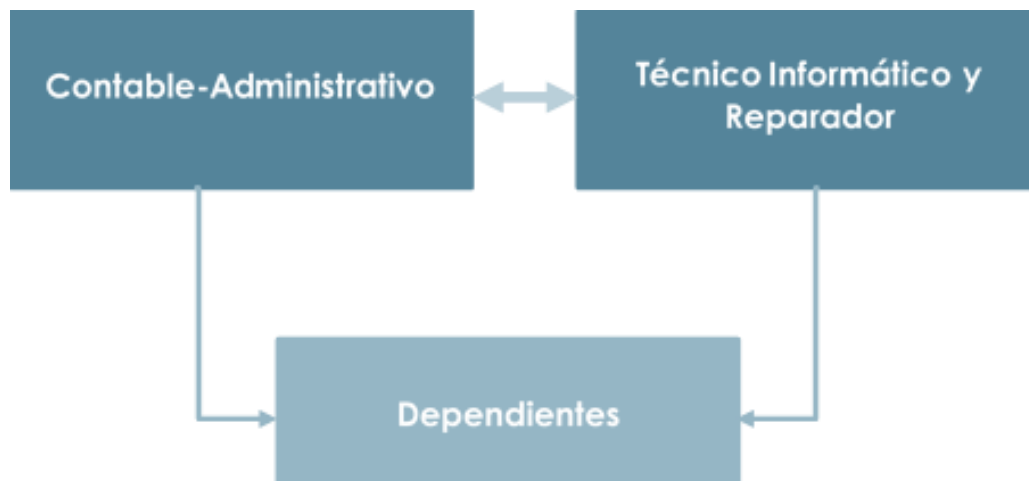 Contable-Administrativo
Técnico Informático y
Reparador
Dependientes